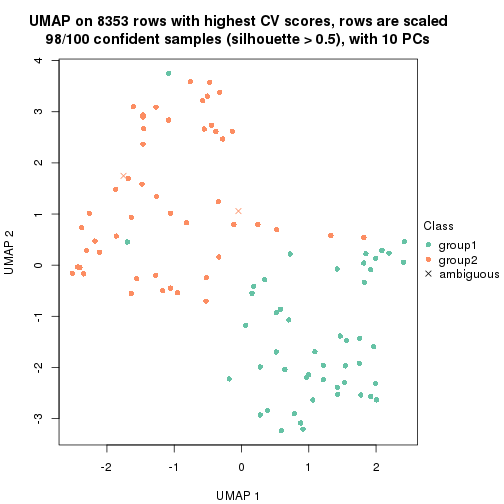 UMAP on 8353 rows with highest CV scores, rows are scaled
98/100 confident samples (silhouette > 0.5), with 10 PCs
4
3
2
1
0
-1
-2
-3
UMAP 2
-2
-1
0
1
2
UMAP 1
Class
group1
group2
ambiguous